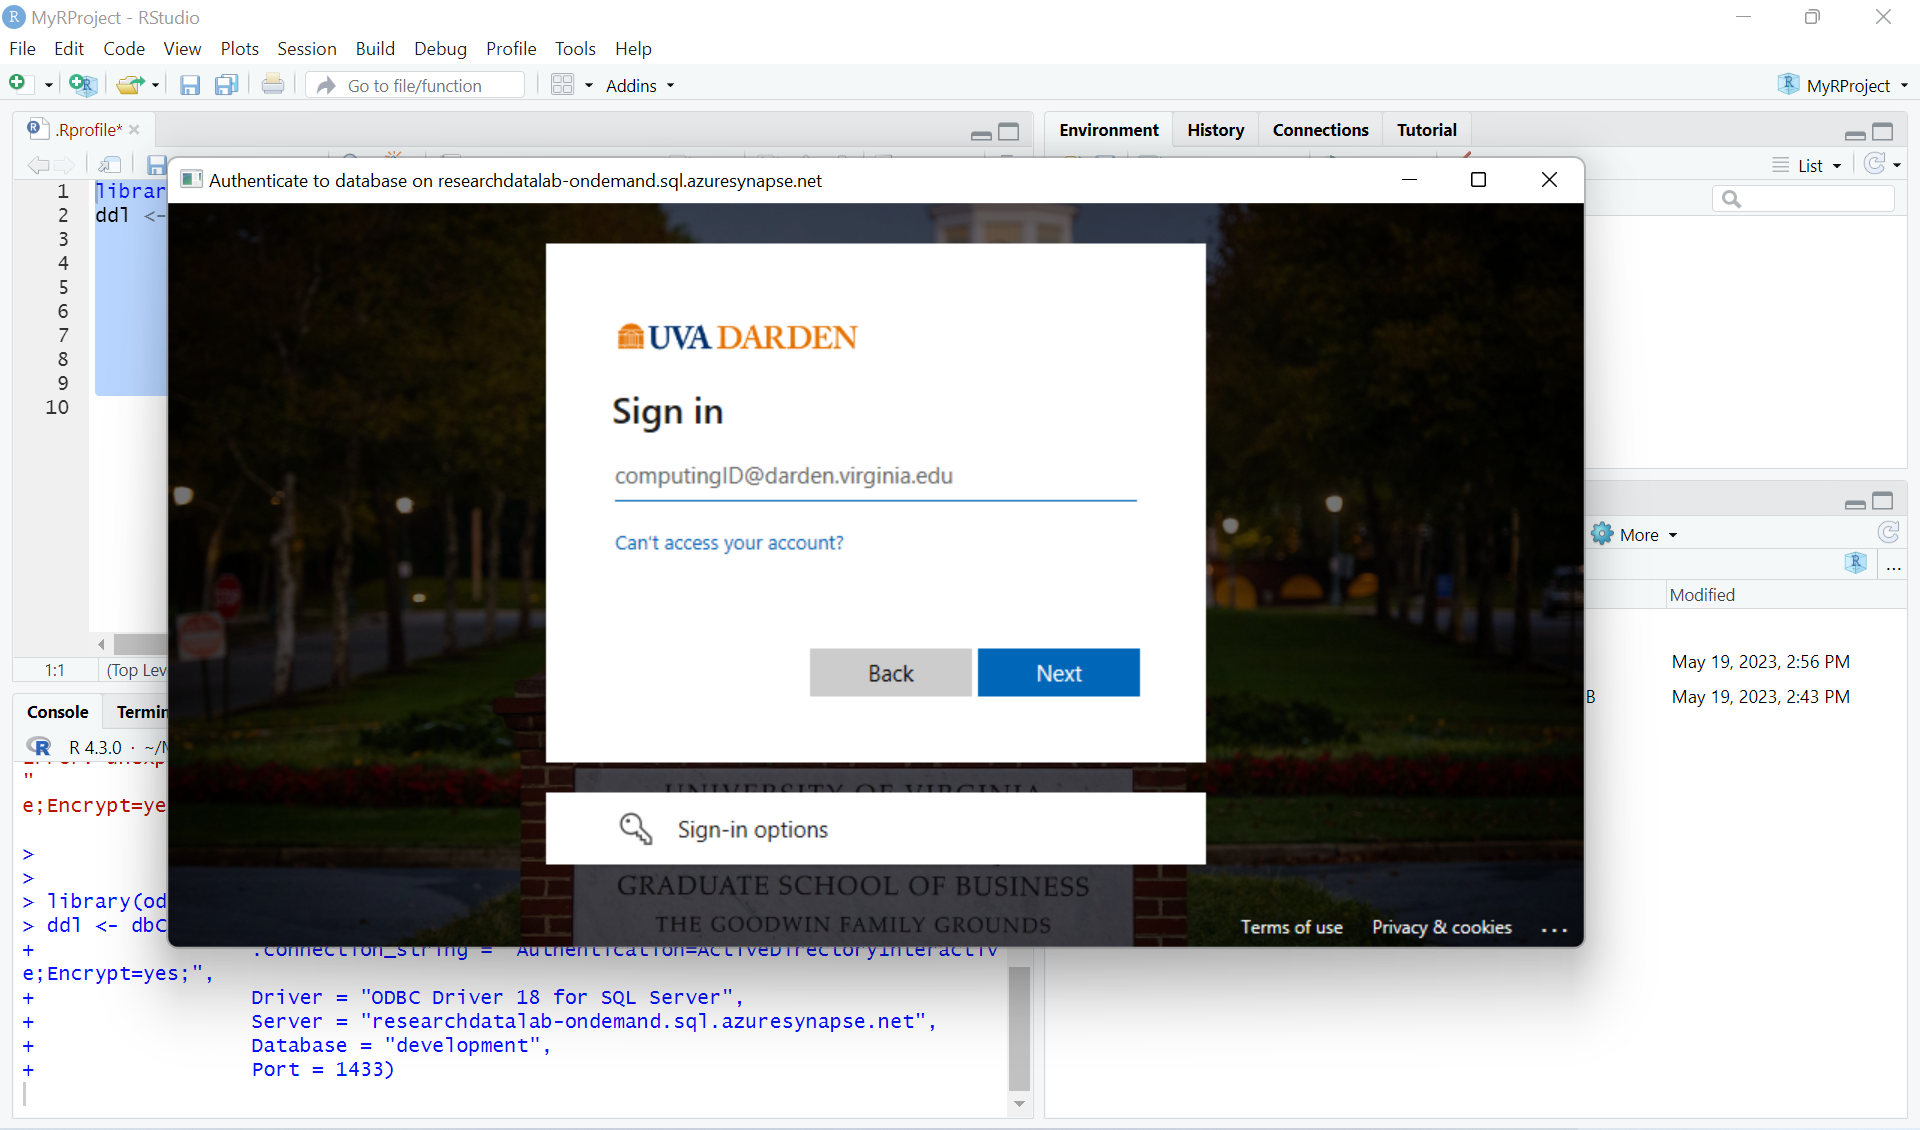 MyRProject - RStudio
File Edit Code View Plots Session Build Debug Profile Tools Help
Go to file/function
Addins
MyRProject
.Rprofile*
1 librar
2 ddl <-
3
4
5
6
7
8
9
10
1:1 (Top Lev
Environment History Connections Tutorial
List
Authenticate to database on researchdatalab-ondemand.sql.azuresynapse.net
UVA DARDEN
Sign in
computingID@darden.virginia.edu
Can't access your account?
Back Next
UNIVERSITY OF VIRGINIA
Sign-in options
GRADUATE SCHOOL OF BUSINESS
THE GOODWIN FAMILY GROUNDS
Terms of use Privacy & cookies ...
More
...
Modified
May 19, 2023, 2:56 PM
B May 19, 2023, 2:43 PM
Console Termin
R 4.3.0 · ~/
"
e;Encrypt=ye
>
>
> library(od
> ddl <- dbC
+ .connection_string = "Authentication=ActiveDirectoryInteractiv
e;Encrypt=yes;",
+ Driver = "ODBC Driver 18 for SQL Server",
+ Server = "researchdatalab-ondemand.sql.azuresynapse.net",
+ Database = "development",
+ Port = 1433)